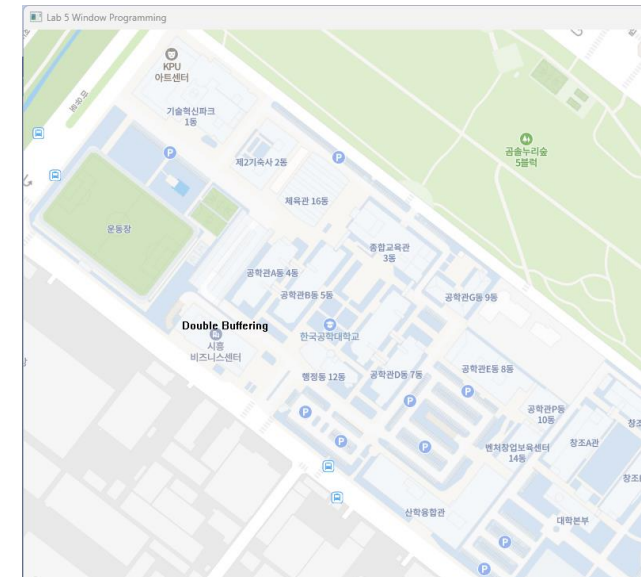 Lab 5 Window Programming
KPU
아트센터
기술혁신파크
1동
P
제2기숙사 2동
P
곰솔누리숲
5블럭
체육관 16동
운동장
종합교육관
3동
공학관A동 4동
공학관B동 5동
공학관G동 9동
Double Buffering
한국공학대학교
시흥
비즈니스센터
행정동 12동
공학관D동 7동
공학관E동 8동
P
P
P
공학관P동
10동
P
P
벤처창업보육센터
14동
창조A관
산학융합관
대학본부
P
P